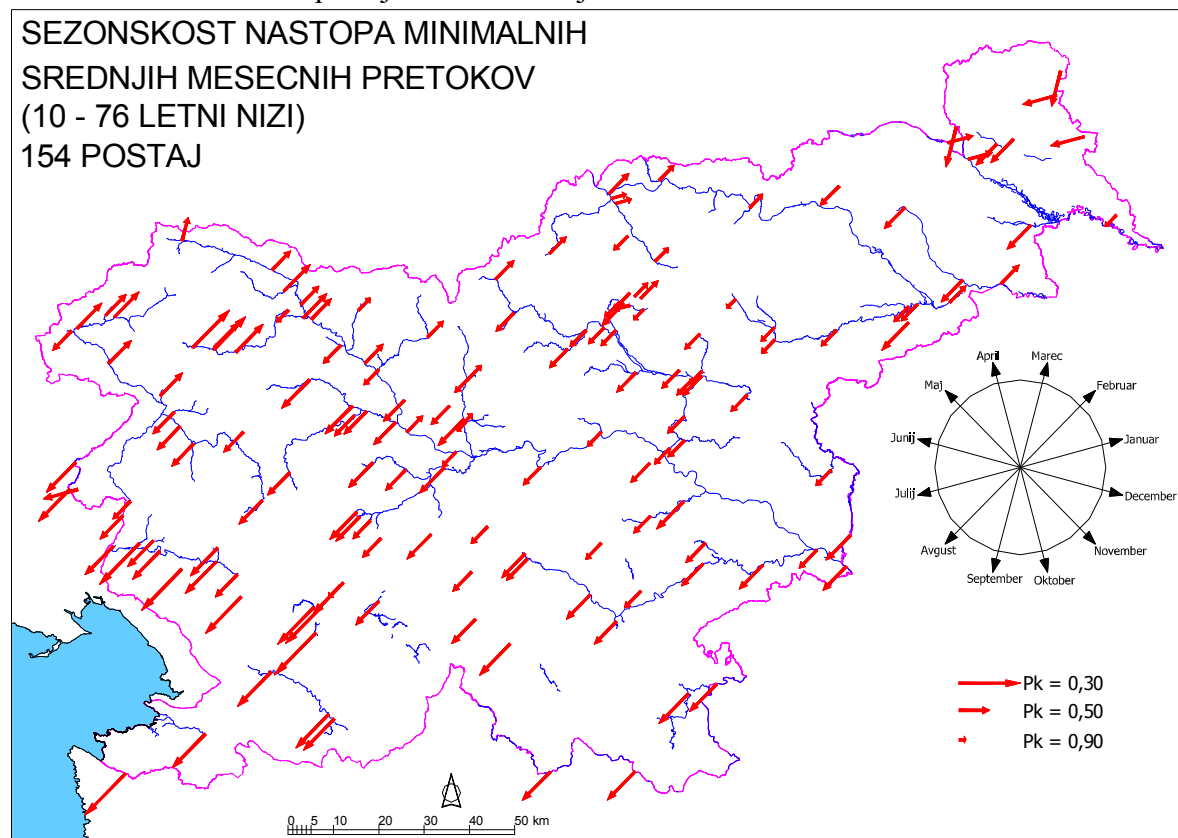 SEZONSKOST NASTOPA MINIMALNIH
SREDNJIH MESECNIH PRETOKOV
(10 - 76 LETNI NIZI)
154 POSTAJ
April
Marec
Maj
Februar
Junij
Januar
Julij
December
Avgust
November
September
Oktober
Pk = 0,30
Pk = 0,50
Pk = 0,90
0 5 10 20 30 40 50 km